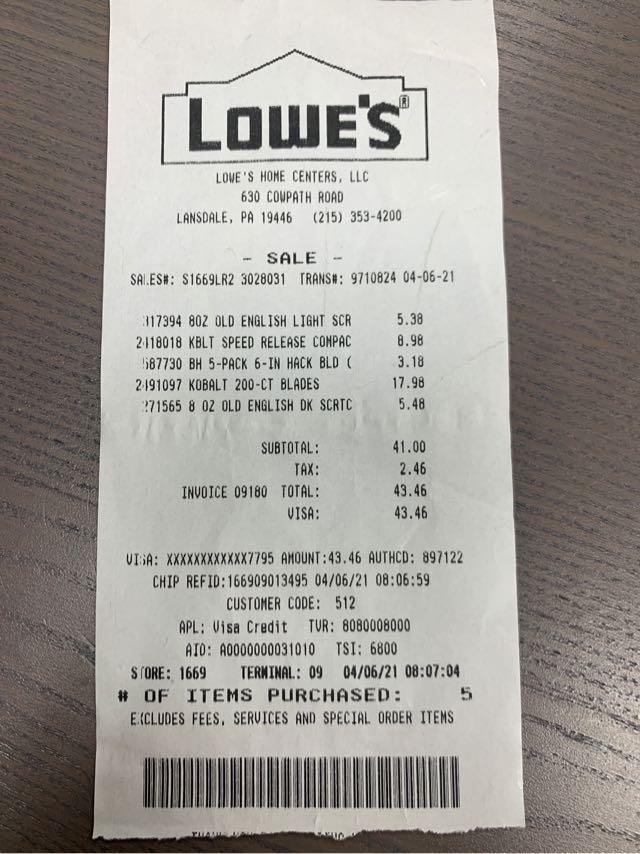 LOWE'S®
LOWE'S HOME CENTERS, LLC
630 COWPATH ROAD
LANSDALE, PA 19446 (215) 353-4200
- SALE -
SALES#: S1669LR2 3028031 TRANS#: 9710824 04-06-21
317394 8OZ OLD ENGLISH LIGHT SCR 5.38
2418018 KBLT SPEED RELEASE COMPAC 8.98
587730 BH 5-PACK 6-IN HACK BLD ( 3.18
2491097 KOBALT 200-CT BLADES 17.98
271565 8 OZ OLD ENGLISH DK SCRTC 5.48
SUBTOTAL: 41.00
TAX: 2.46
INVOICE 09180 TOTAL: 43.46
VISA: 43.46
VISA: XXXXXXXXXXXX7795 AMOUNT:43.46 AUTHCD: 897122
CHIP REFID:166909013495 04/06/21 08:06:59
CUSTOMER CODE: 512
APL: Visa Credit TVR: 8080008000
AID: A0000000031010 TSI: 6800
STORE: 1669 TERMINAL: 09 04/06/21 08:07:04
# OF ITEMS PURCHASED: 5
EXCLUDES FEES, SERVICES AND SPECIAL ORDER ITEMS